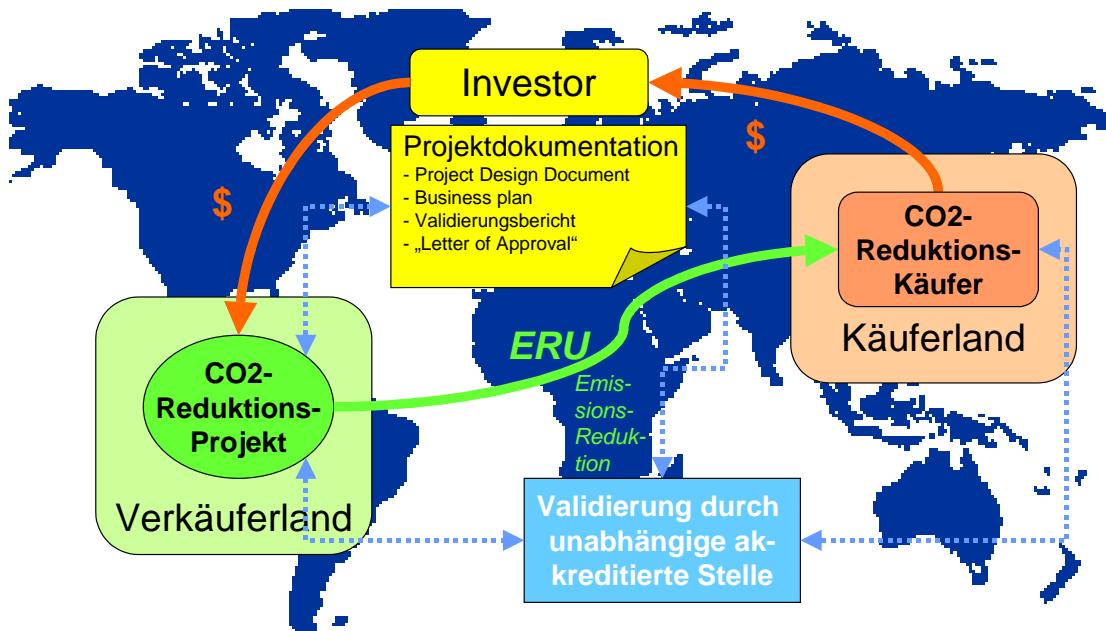 Investor
Projektdokumentation
- Project Design Document
- Business plan
- Validierungsbericht
- „Letter of Approval“
$
$
CO2-
Reduktions-
Käufer
Käuferland
ERU
Emis-
sions-
Reduk-
tion
CO2-
Reduktions-
Projekt
Verkäuferland
Validierung durch
unabhängige ak-
kreditierte Stelle